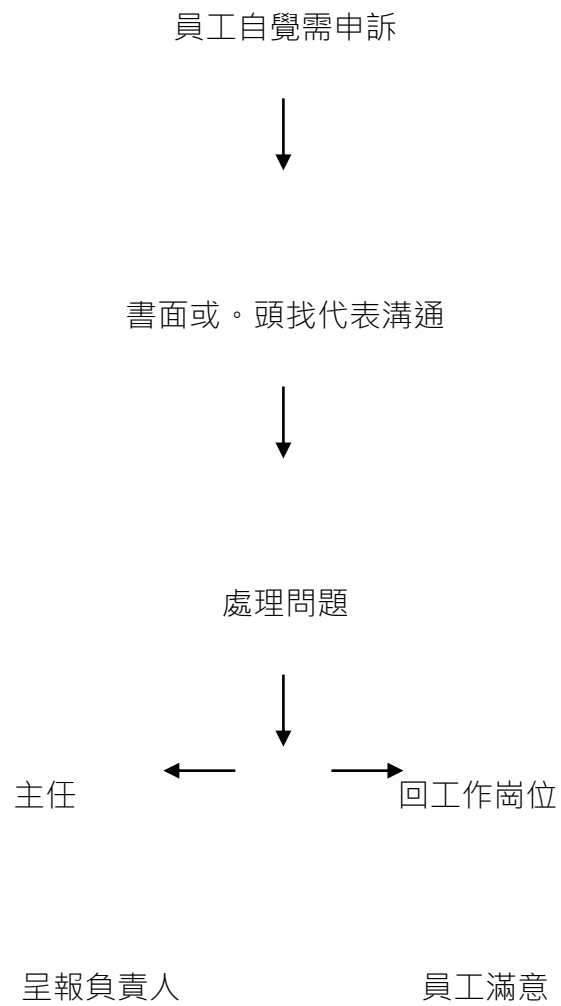 員工自覺需申訴
書面或。頭找代表溝通
處理問題
主任
回工作崗位
呈報負責人
員工滿意